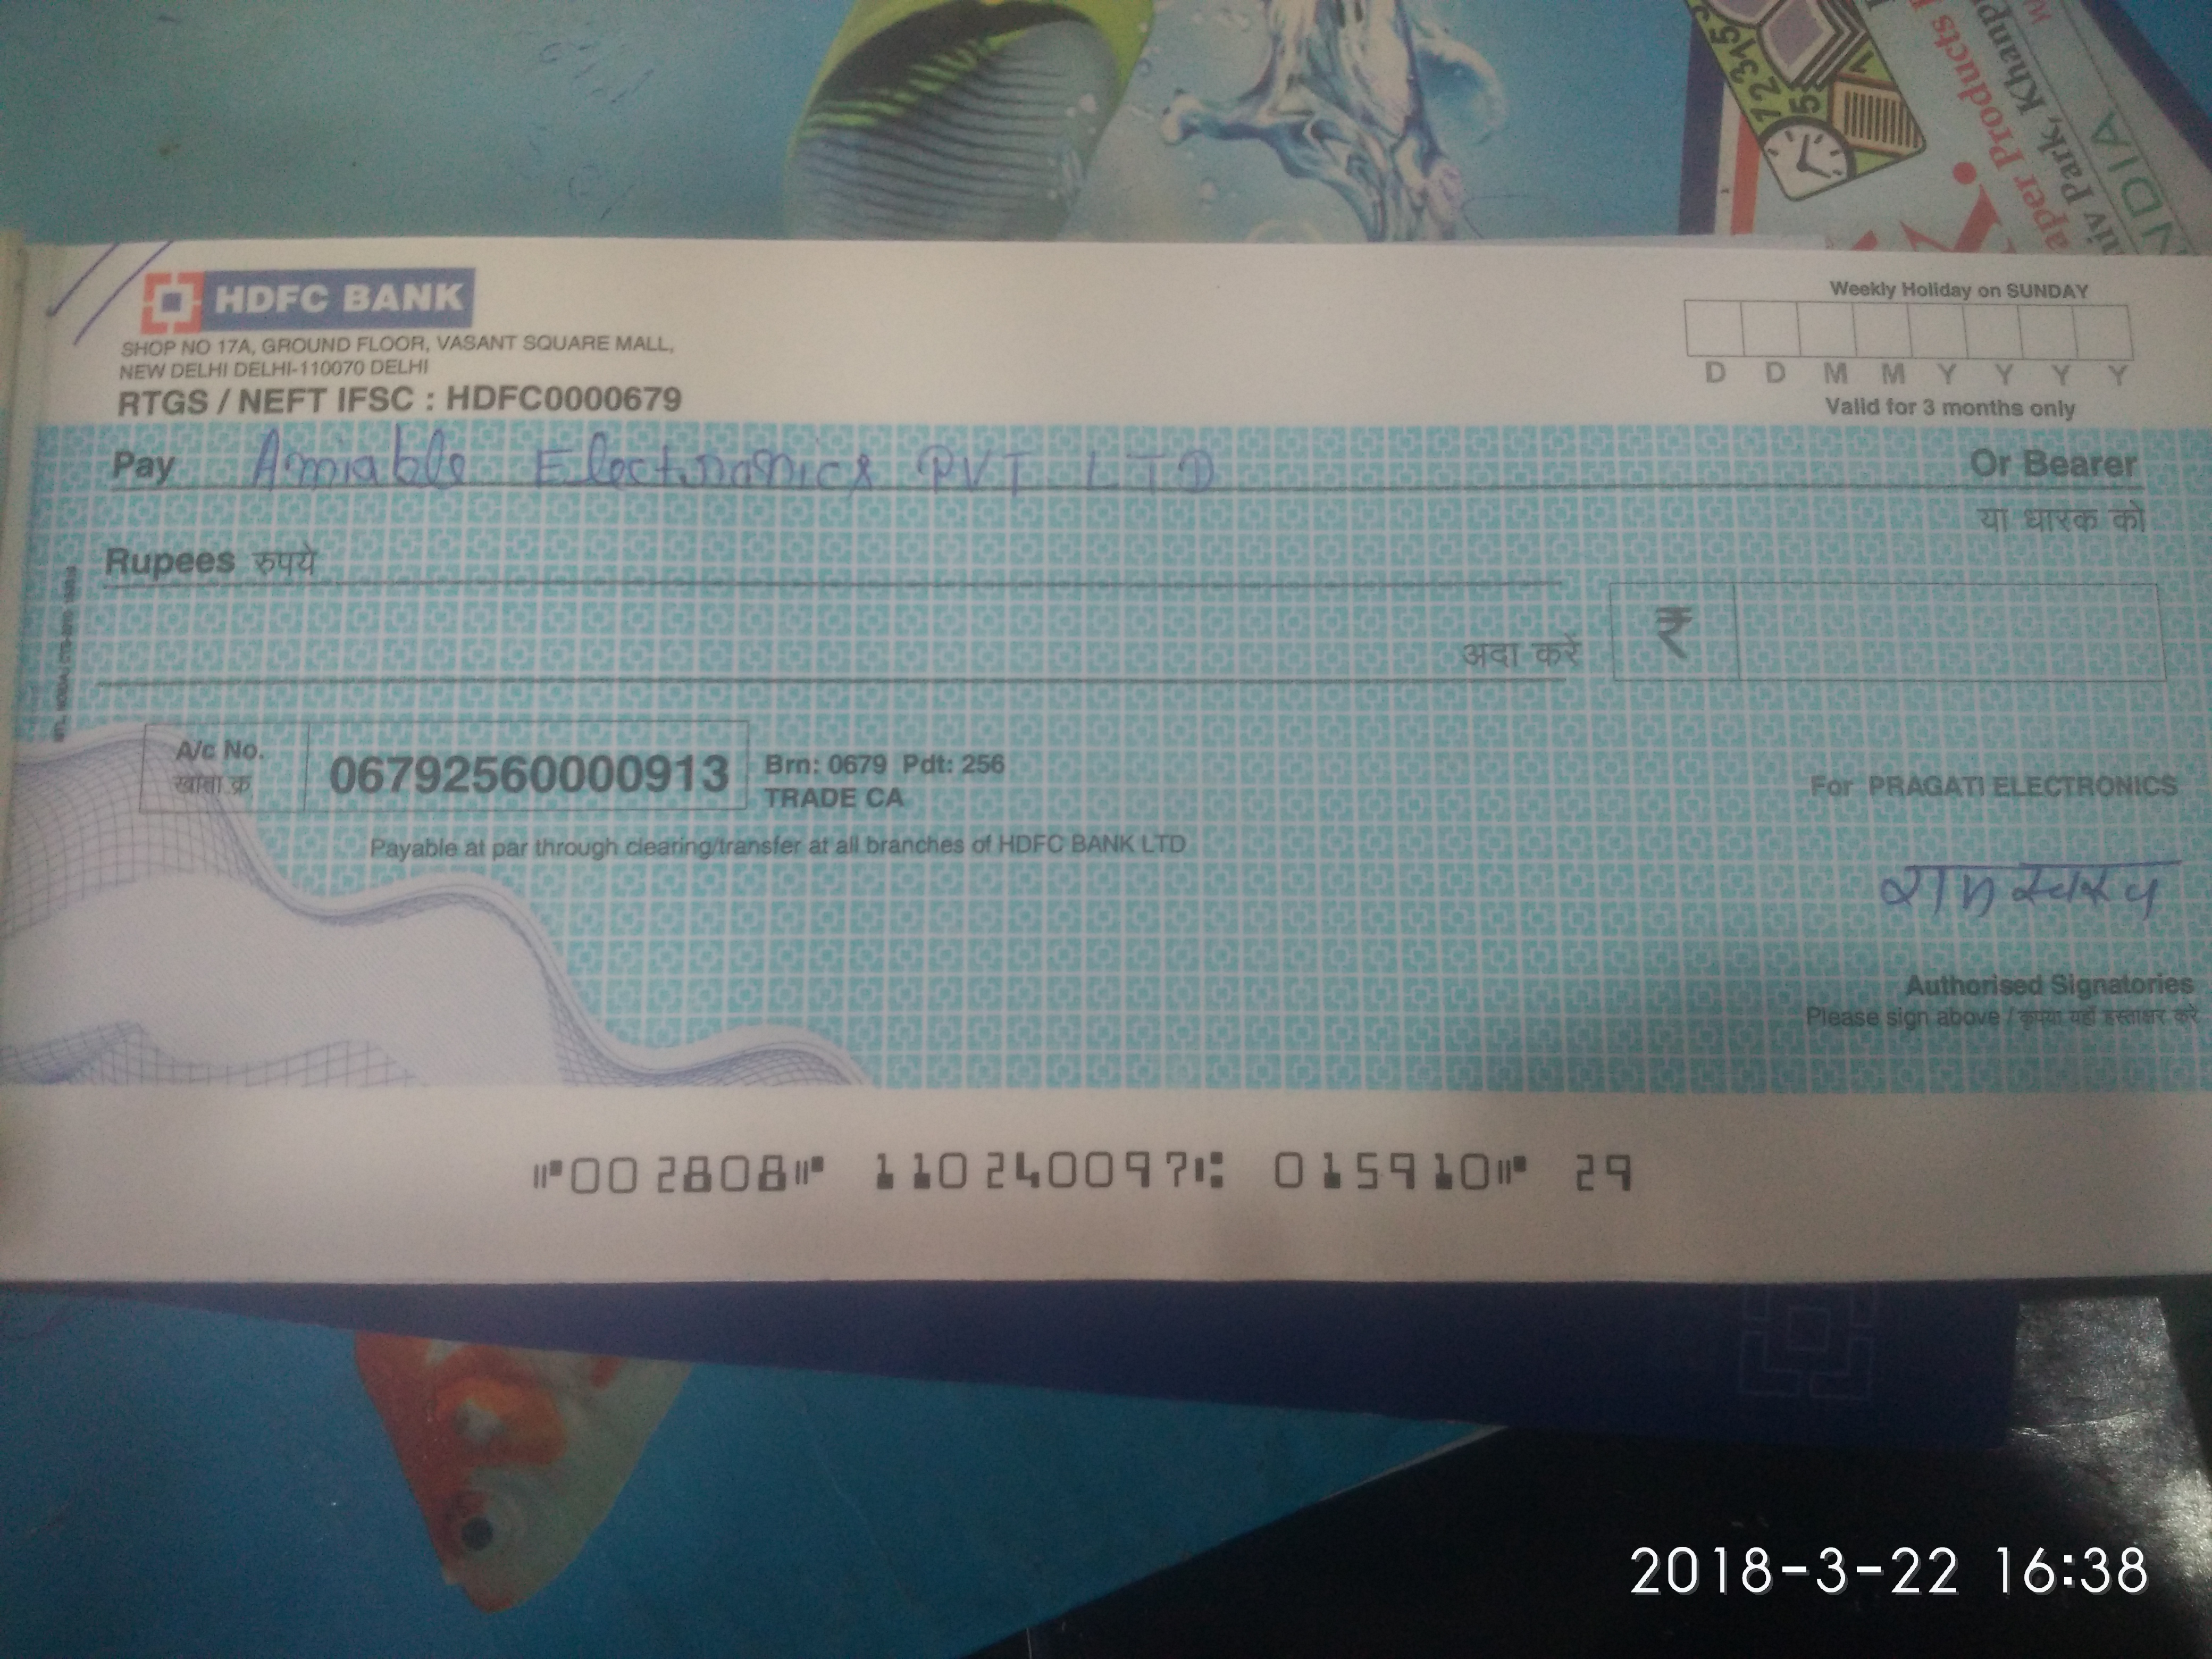 HDFC BANK
SHOP NO 17A, GROUND FLOOR, VASANT SQUARE MALL,
NEW DELHI DELHI-110070 DELHI
RTGS / NEFT IFSC : HDFC0000679
Weekly Holiday on SUNDAY
D D M M Y Y Y Y
Valid for 3 months only
Pay Amiable Electronics PVT LTD Or Bearer
या धारक को
Rupees रुपये
अदा करें ₹
A/c No.
खाता क्र
06792560000913
Brn: 0679 Pdt: 256
TRADE CA
Payable at par through clearing/transfer at all branches of HDFC BANK LTD
For PRAGATI ELECTRONICS
रामस्वरूप
Authorised Signatories
Please sign above / कृपया यहाँ हस्ताक्षर करें
⑈002808⑈ 110240097⑆ 015910⑈ 29
12345
aper Products
hiv Park, Khanp
NDIA
2018-3-22 16:38